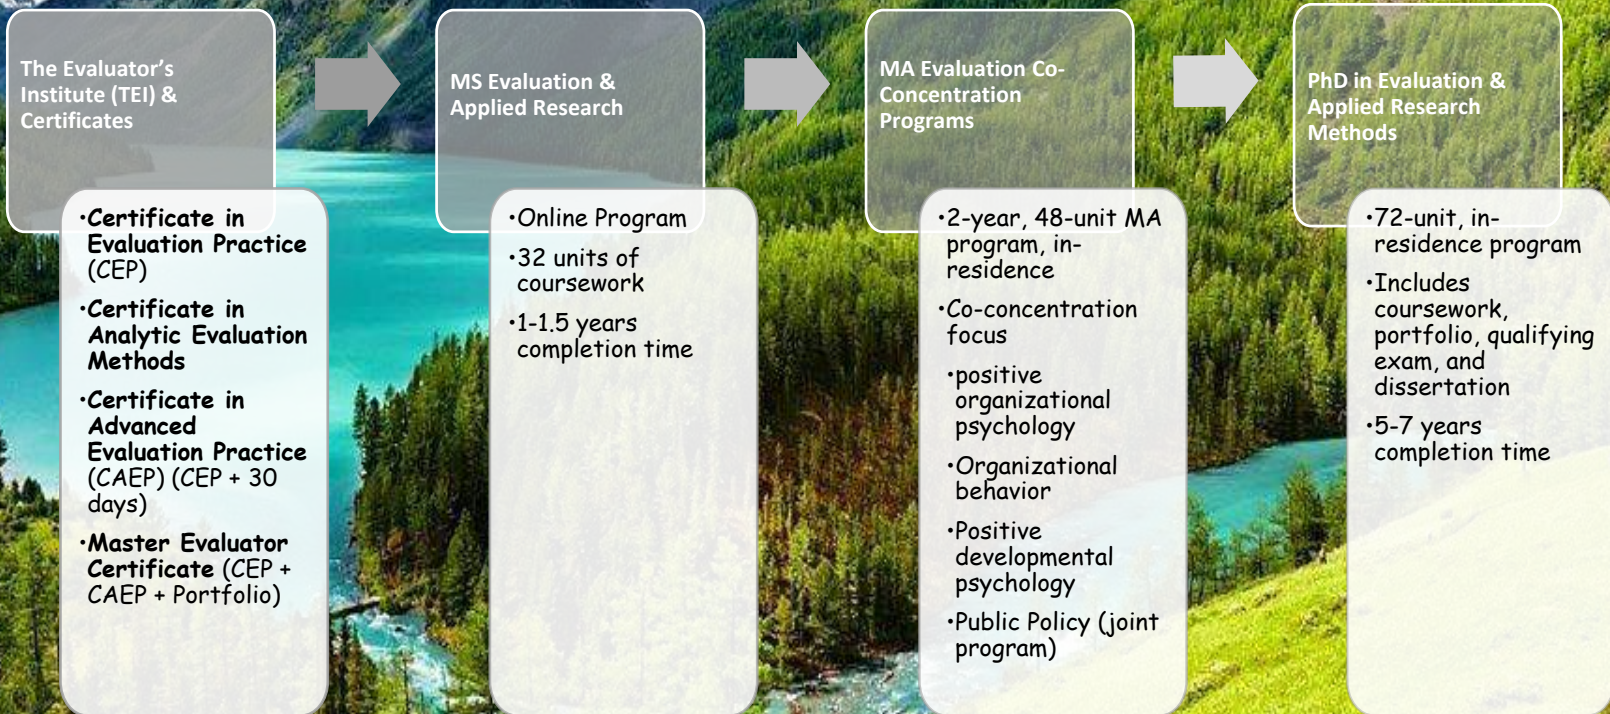 The Evaluator's
Institute (TEI) &
Certificates
•Certificate in
Evaluation Practice
(CEP)
•Certificate in
Analytic Evaluation
Methods
•Certificate in
Advanced
Evaluation Practice
(CAEP) (CEP + 30
days)
•Master Evaluator
Certificate (CEP +
CAEP + Portfolio)
MS Evaluation &
Applied Research
•Online Program
•32 units of
coursework
•1-1.5 years
completion time
MA Evaluation Co-
Concentration
Programs
•2-year, 48-unit MA
program, in-
residence
•Co-concentration
focus
•positive
organizational
psychology
•Organizational
behavior
•Positive
developmental
psychology
•Public Policy (joint
program)
PhD in Evaluation &
Applied Research
Methods
•72-unit, in-
residence program
•Includes
coursework,
portfolio, qualifying
exam, and
dissertation
•5-7 years
completion time